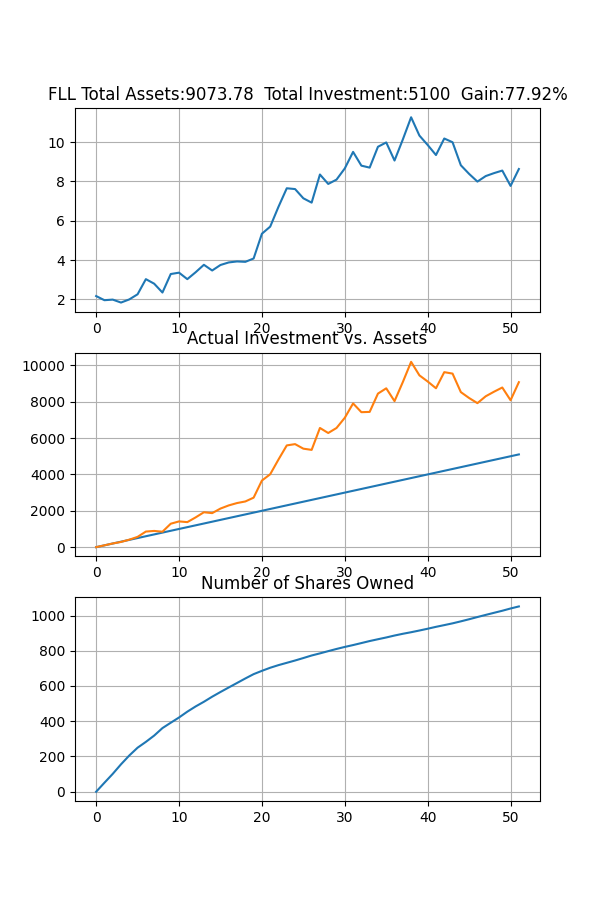 FLL Total Assets:9073.78  Total Investment:5100  Gain:77.92%
10
8
6
4
2
0 10 20 30 40 50
Actual Investment vs. Assets
10000
8000
6000
4000
2000
0
0 10 20 30 40 50
Number of Shares Owned
1000
800
600
400
200
0
0 10 20 30 40 50